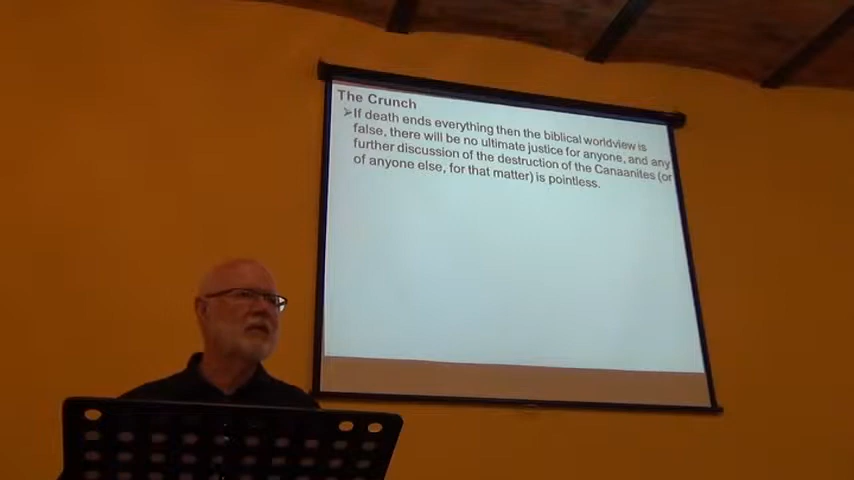 The Crunch
➢If death ends everything then the biblical worldview is
false, there will be no ultimate justice for anyone, and any
further discussion of the destruction of the Canaanites (or
of anyone else, for that matter) is pointless.